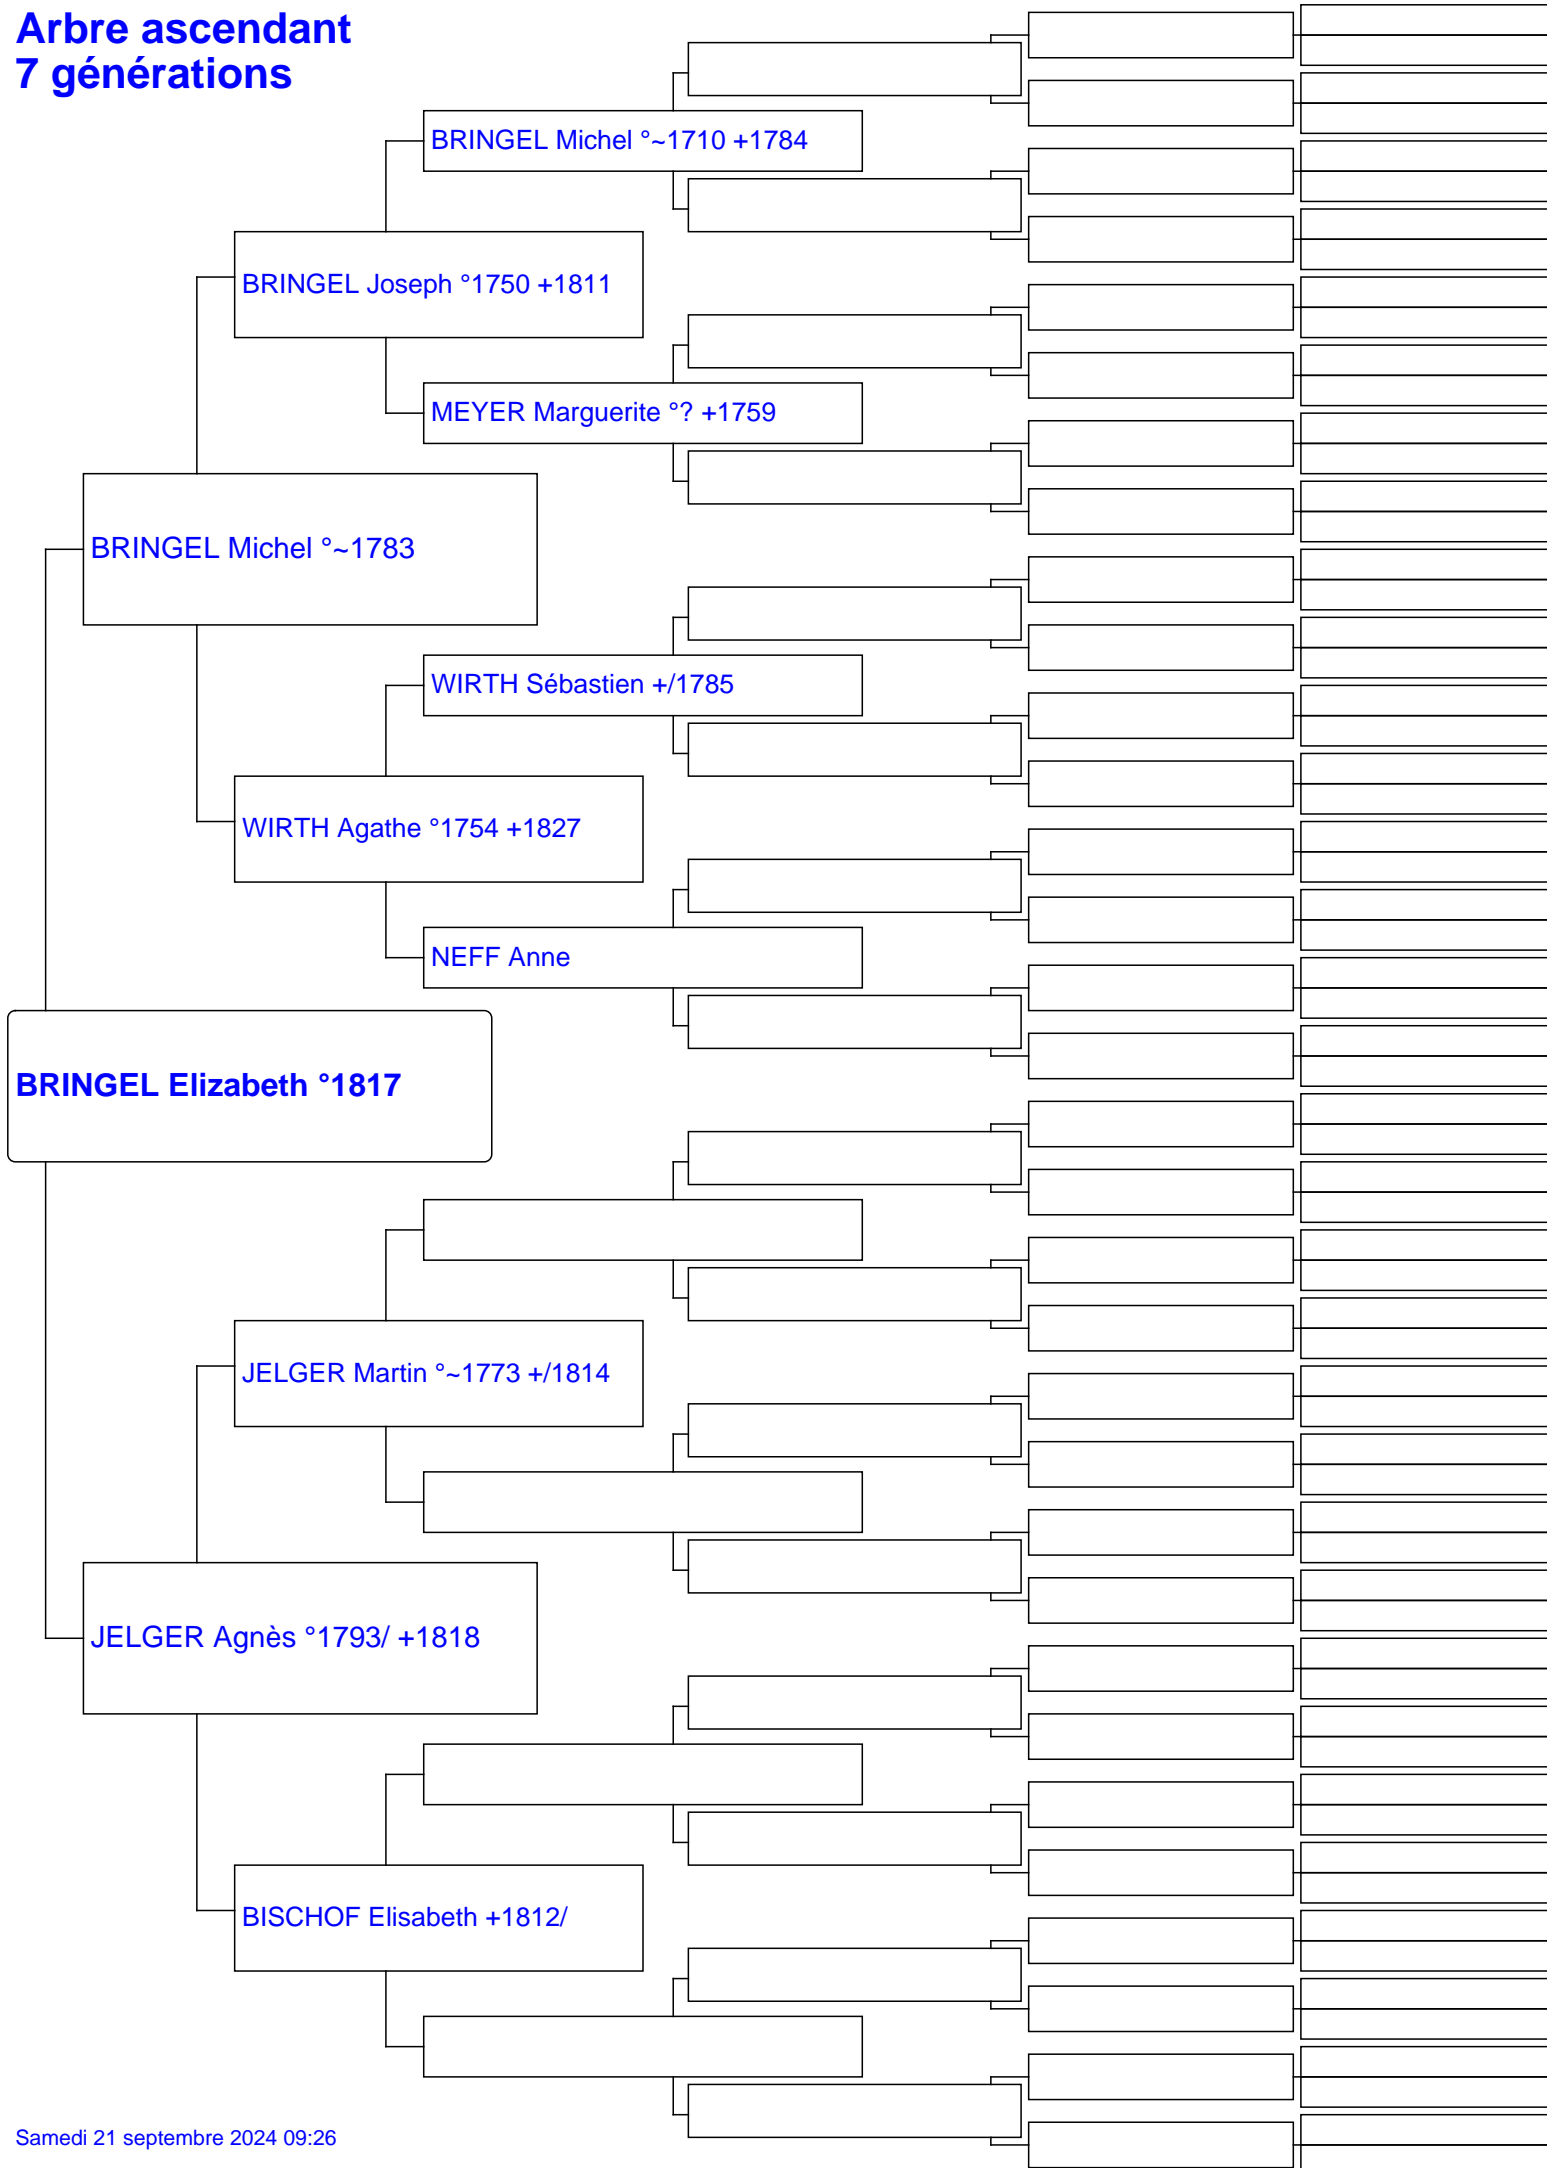 Arbre ascendant
7 générations
BRINGEL Michel °~1710 +1784
BRINGEL Joseph °1750 +1811
MEYER Marguerite °? +1759
BRINGEL Michel °~1783
WIRTH Sébastien +/1785
WIRTH Agathe °1754 +1827
NEFF Anne
BRINGEL Elizabeth °1817
JELGER Martin °~1773 +/1814
JELGER Agnès °1793/ +1818
BISCHOF Elisabeth +1812/
Samedi 21 septembre 2024 09:26